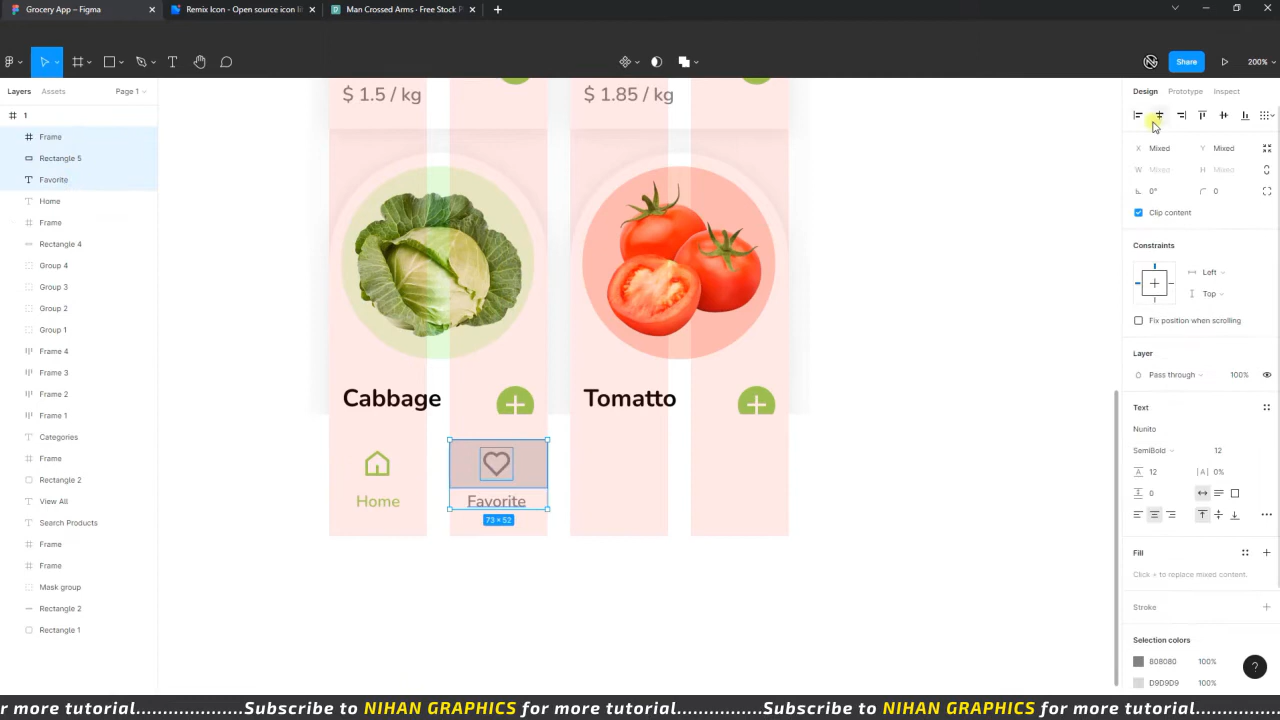 Grocery App – Figma
Remix Icon - Open source icon li
Man Crossed Arms - Free Stock P
Share
200%
Layers
Assets
Page 1
Design
Prototype
Inspect
1
Frame
Rectangle 5
Favorite
Home
Frame
Rectangle 4
Group 4
Group 3
Group 2
Group 1
Frame 4
Frame 3
Frame 2
Frame 1
Categories
Frame
Rectangle 2
View All
Search Products
Frame
Frame
Mask group
Rectangle 2
Rectangle 1
$ 1.5 / kg
$ 1.85 / kg
Cabbage
Tomatto
Home
Favorite
73 × 52
X Mixed
Y Mixed
W Mixed
H Mixed
0°
0
Clip content
Constraints
Left
Top
Fix position when scrolling
Layer
Pass through
100%
Text
Nunito
SemiBold
12
A 12
|A| 0%
0
Fill
Click + to replace mixed content.
Stroke
Selection colors
808080 100%
D9D9D9 100%
?
r more tutorial..............Subscribe to NIHAN GRAPHICS for more tutorial..............Subscribe to NIHAN GRAPHICS for more tutorial...